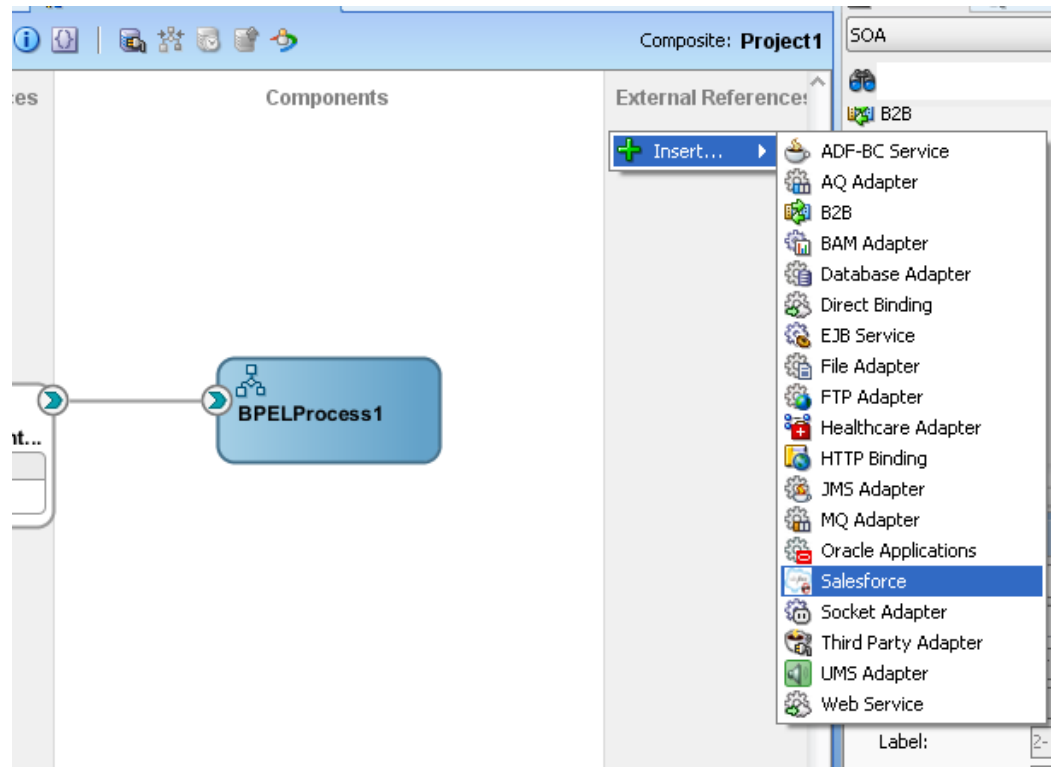 Composite: Project1
SOA
es
Components
External References
B2B
Insert...
ADF-BC Service
AQ Adapter
B2B
BAM Adapter
Database Adapter
Direct Binding
EJB Service
File Adapter
FTP Adapter
Healthcare Adapter
HTTP Binding
JMS Adapter
MQ Adapter
Oracle Applications
Salesforce
Socket Adapter
Third Party Adapter
UMS Adapter
Web Service
BPELProcess1
nt...
Label:
2-